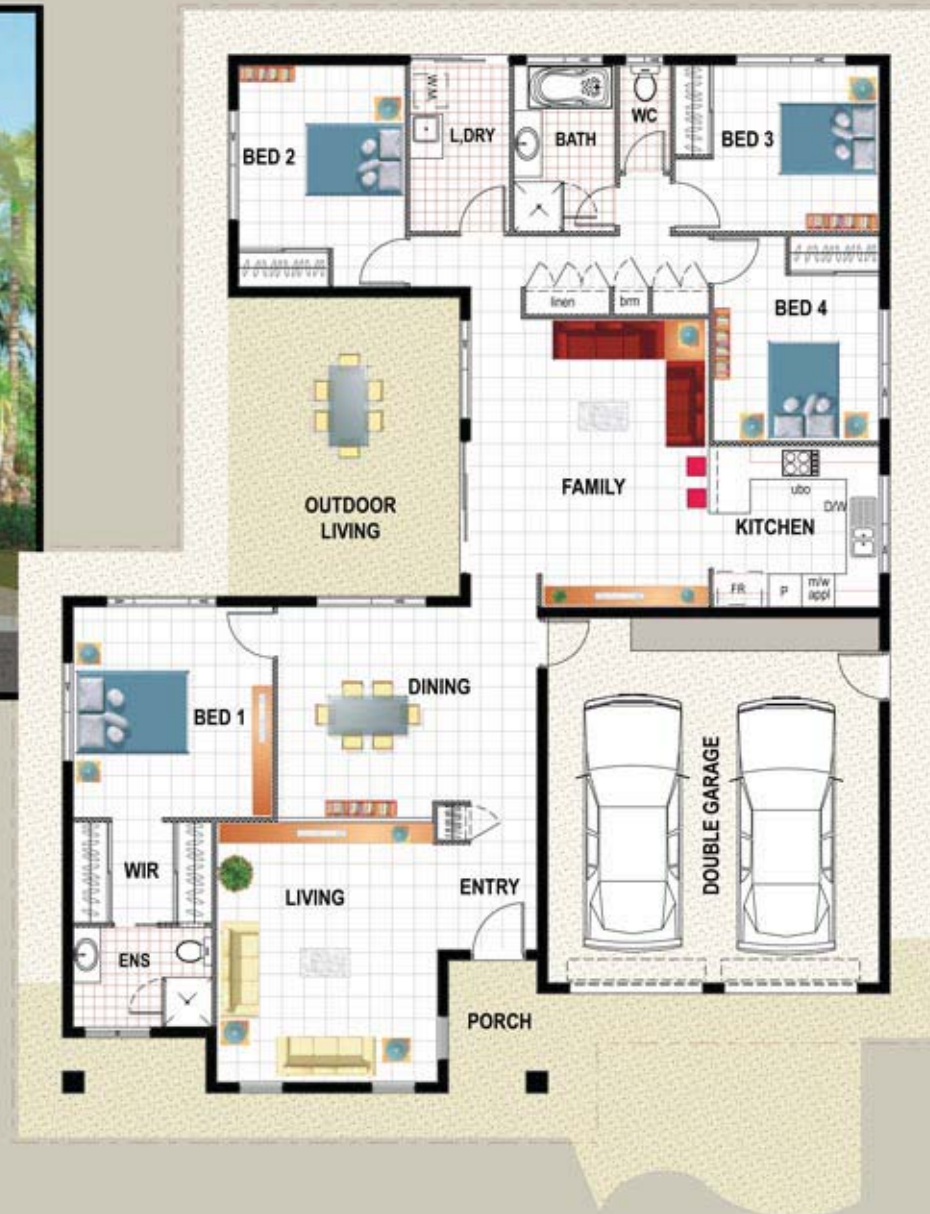 BED 2
W.M.
L,DRY
BATH
WC
BED 3
linen
brm
BED 4
OUTDOOR
LIVING
FAMILY
ubo
D/W
KITCHEN
FR
P
m/w
appl
BED 1
DINING
DOUBLE GARAGE
WIR
LIVING
ENTRY
ENS
PORCH